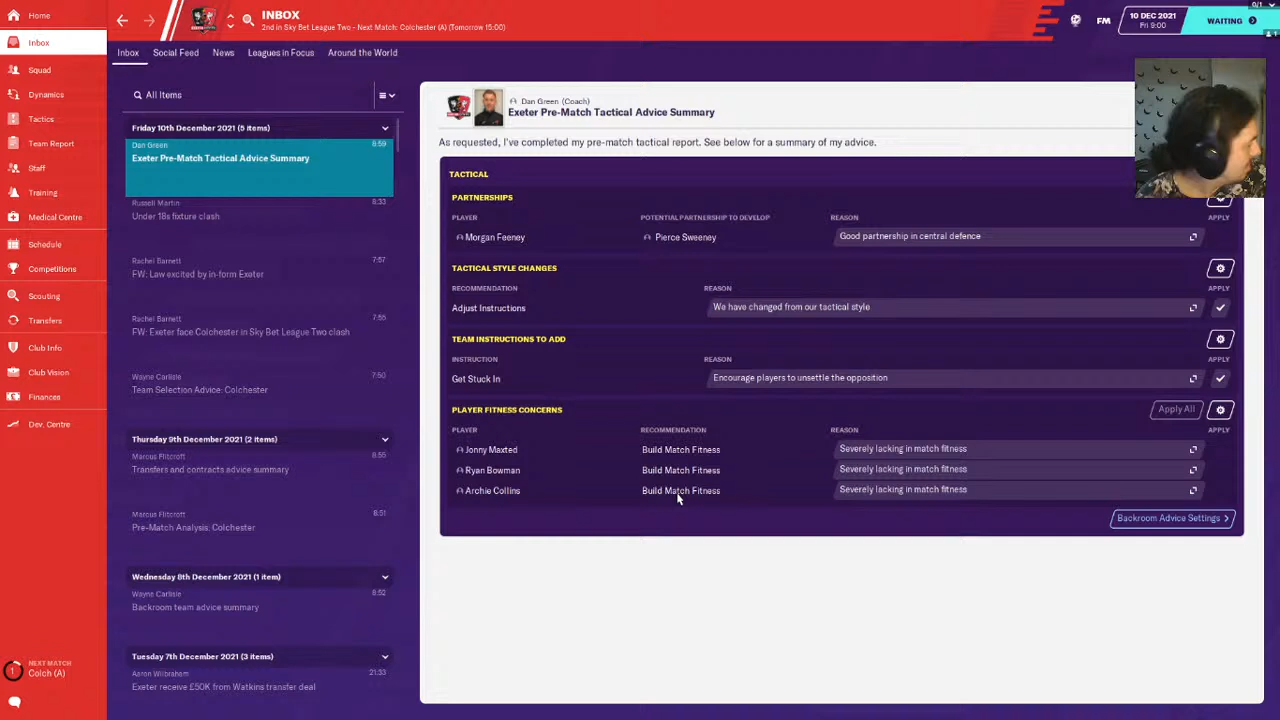 Home
Inbox
Squad
Dynamics
Tactics
Team Report
Staff
Training
Medical Centre
Schedule
Competitions
Scouting
Transfers
Club Info
Club Vision
Finances
Dev. Centre
1
NEXT MATCH
Colch (A)
INBOX
2nd in Sky Bet League Two - Next Match: Colchester (A) (Tomorrow 15:00)
FM
10 DEC 2021
Fri 9:00
WAITING
0/1
1
Inbox Social Feed News Leagues in Focus Around the World
All Items
Friday 10th December 2021 (5 items)
Dan Green 8:59
Exeter Pre-Match Tactical Advice Summary
Russell Martin 8:33
Under 18s fixture clash
Rachel Barnett 7:57
FW: Law excited by in-form Exeter
Rachel Barnett 7:55
FW: Exeter face Colchester in Sky Bet League Two clash
Wayne Carlisle 7:50
Team Selection Advice: Colchester
Thursday 9th December 2021 (2 items)
Marcus Flitcroft 8:55
Transfers and contracts advice summary
Marcus Flitcroft 8:51
Pre-Match Analysis: Colchester
Wednesday 8th December 2021 (1 item)
Wayne Carlisle 8:52
Backroom team advice summary
Tuesday 7th December 2021 (3 items)
Aaron Wilbraham 21:33
Exeter receive £50K from Watkins transfer deal
Dan Green (Coach)
Exeter Pre-Match Tactical Advice Summary
As requested, I've completed my pre-match tactical report. See below for a summary of my advice.
TACTICAL
PARTNERSHIPS
PLAYER POTENTIAL PARTNERSHIP TO DEVELOP REASON APPLY
Morgan Feeney Pierce Sweeney Good partnership in central defence
TACTICAL STYLE CHANGES
RECOMMENDATION REASON APPLY
Adjust Instructions We have changed from our tactical style
TEAM INSTRUCTIONS TO ADD
INSTRUCTION REASON APPLY
Get Stuck In Encourage players to unsettle the opposition
PLAYER FITNESS CONCERNS Apply All
PLAYER RECOMMENDATION REASON APPLY
Jonny Maxted Build Match Fitness Severely lacking in match fitness
Ryan Bowman Build Match Fitness Severely lacking in match fitness
Archie Collins Build Match Fitness Severely lacking in match fitness
Backroom Advice Settings